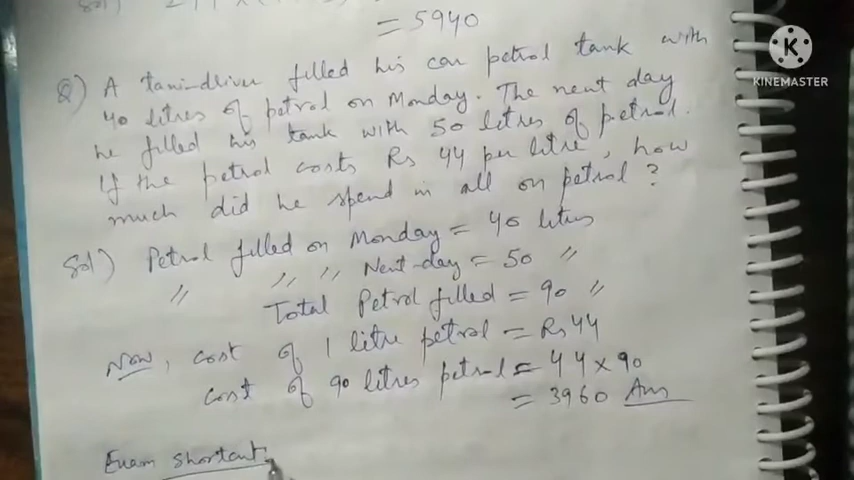 = 5940
Q) A taxi-driver filled his car petrol tank with
40 litres of petrol on Monday. The next day
he filled his tank with 50 litres of petrol.
If the petrol costs Rs 44 per litre, how
much did he spend in all on petrol?
Sol) Petrol filled on Monday = 40 litres
" " " Next-day = 50 "
Total Petrol filled = 90 "
Now, cost of 1 litre petrol = Rs 44
cost of 90 litres petrol = 44 x 90
= 3960 Ans
Exam shortcut
KINEMASTER